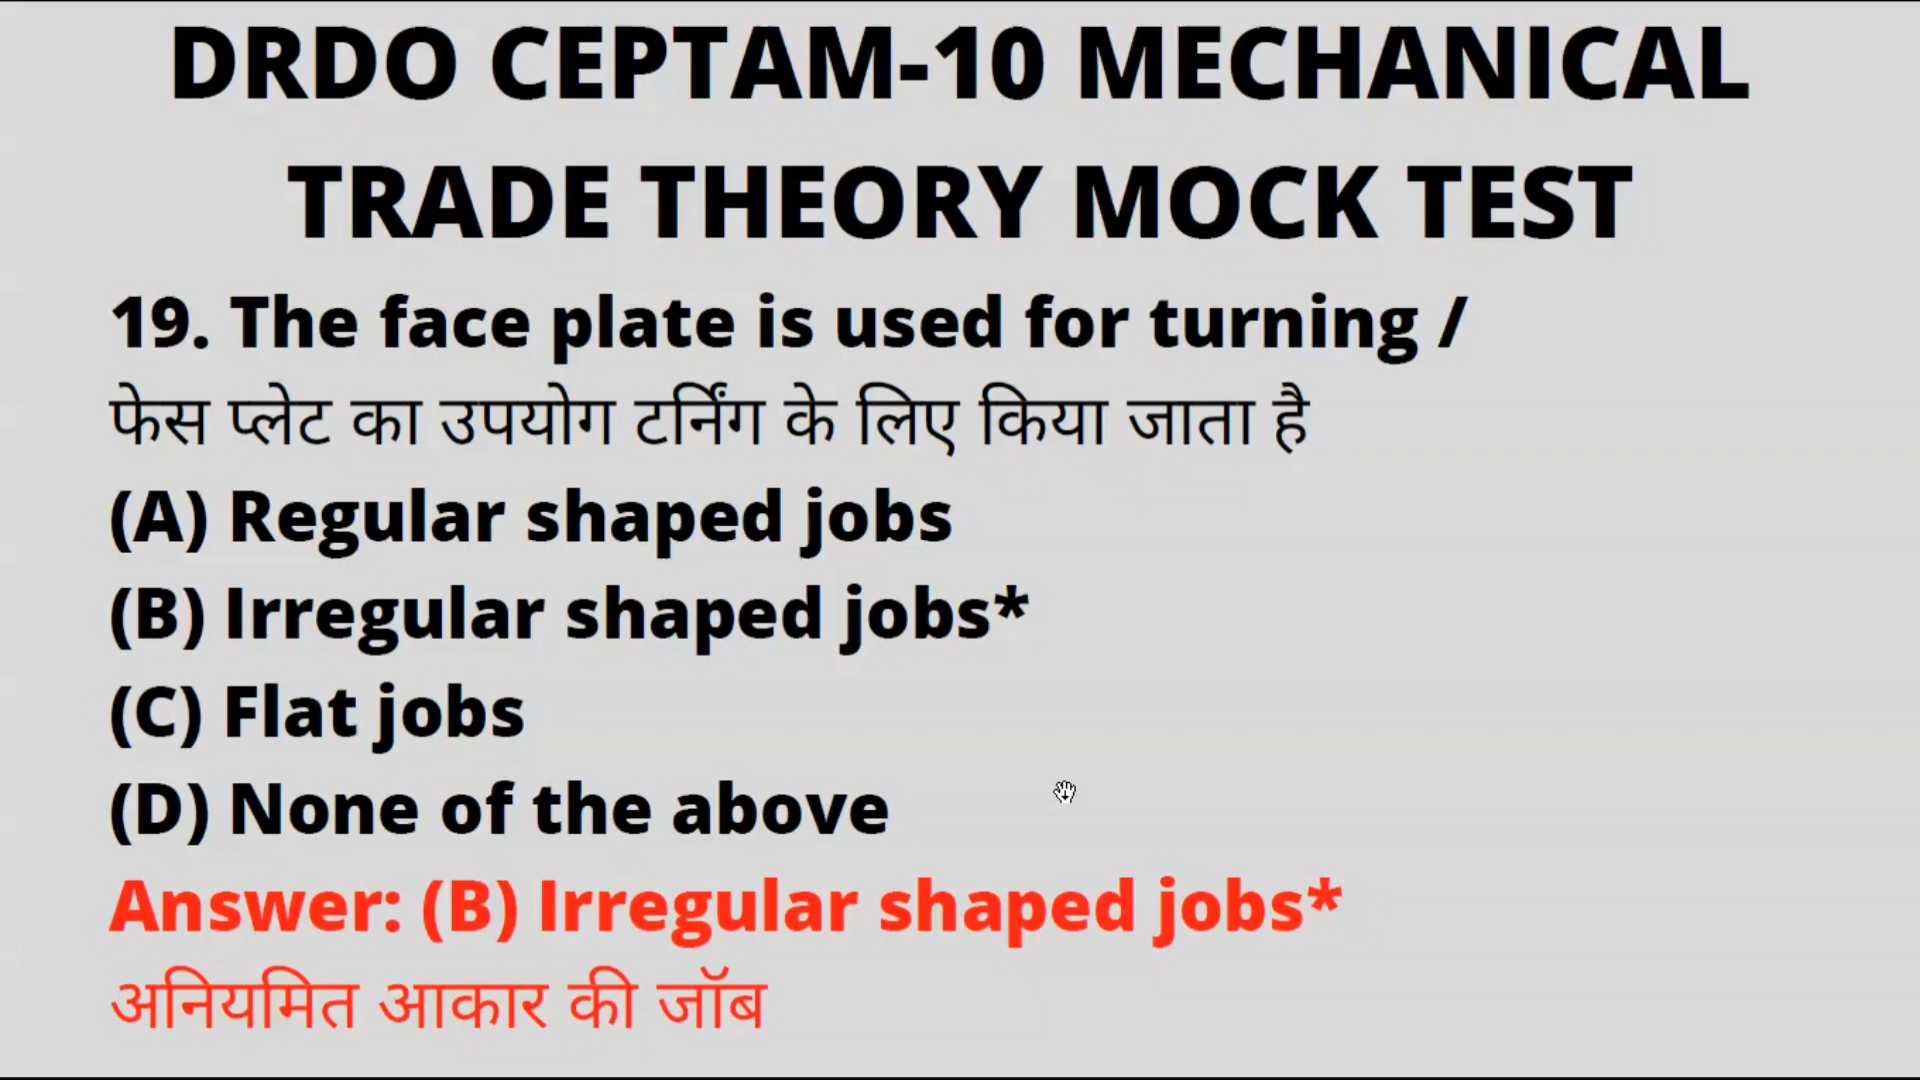 DRDO CEPTAM-10 MECHANICAL
TRADE THEORY MOCK TEST
19. The face plate is used for turning /
फेस प्लेट का उपयोग टर्निंग के लिए किया जाता है
(A) Regular shaped jobs
(B) Irregular shaped jobs*
(C) Flat jobs
(D) None of the above
Answer: (B) Irregular shaped jobs*
अनियमित आकार की जॉब